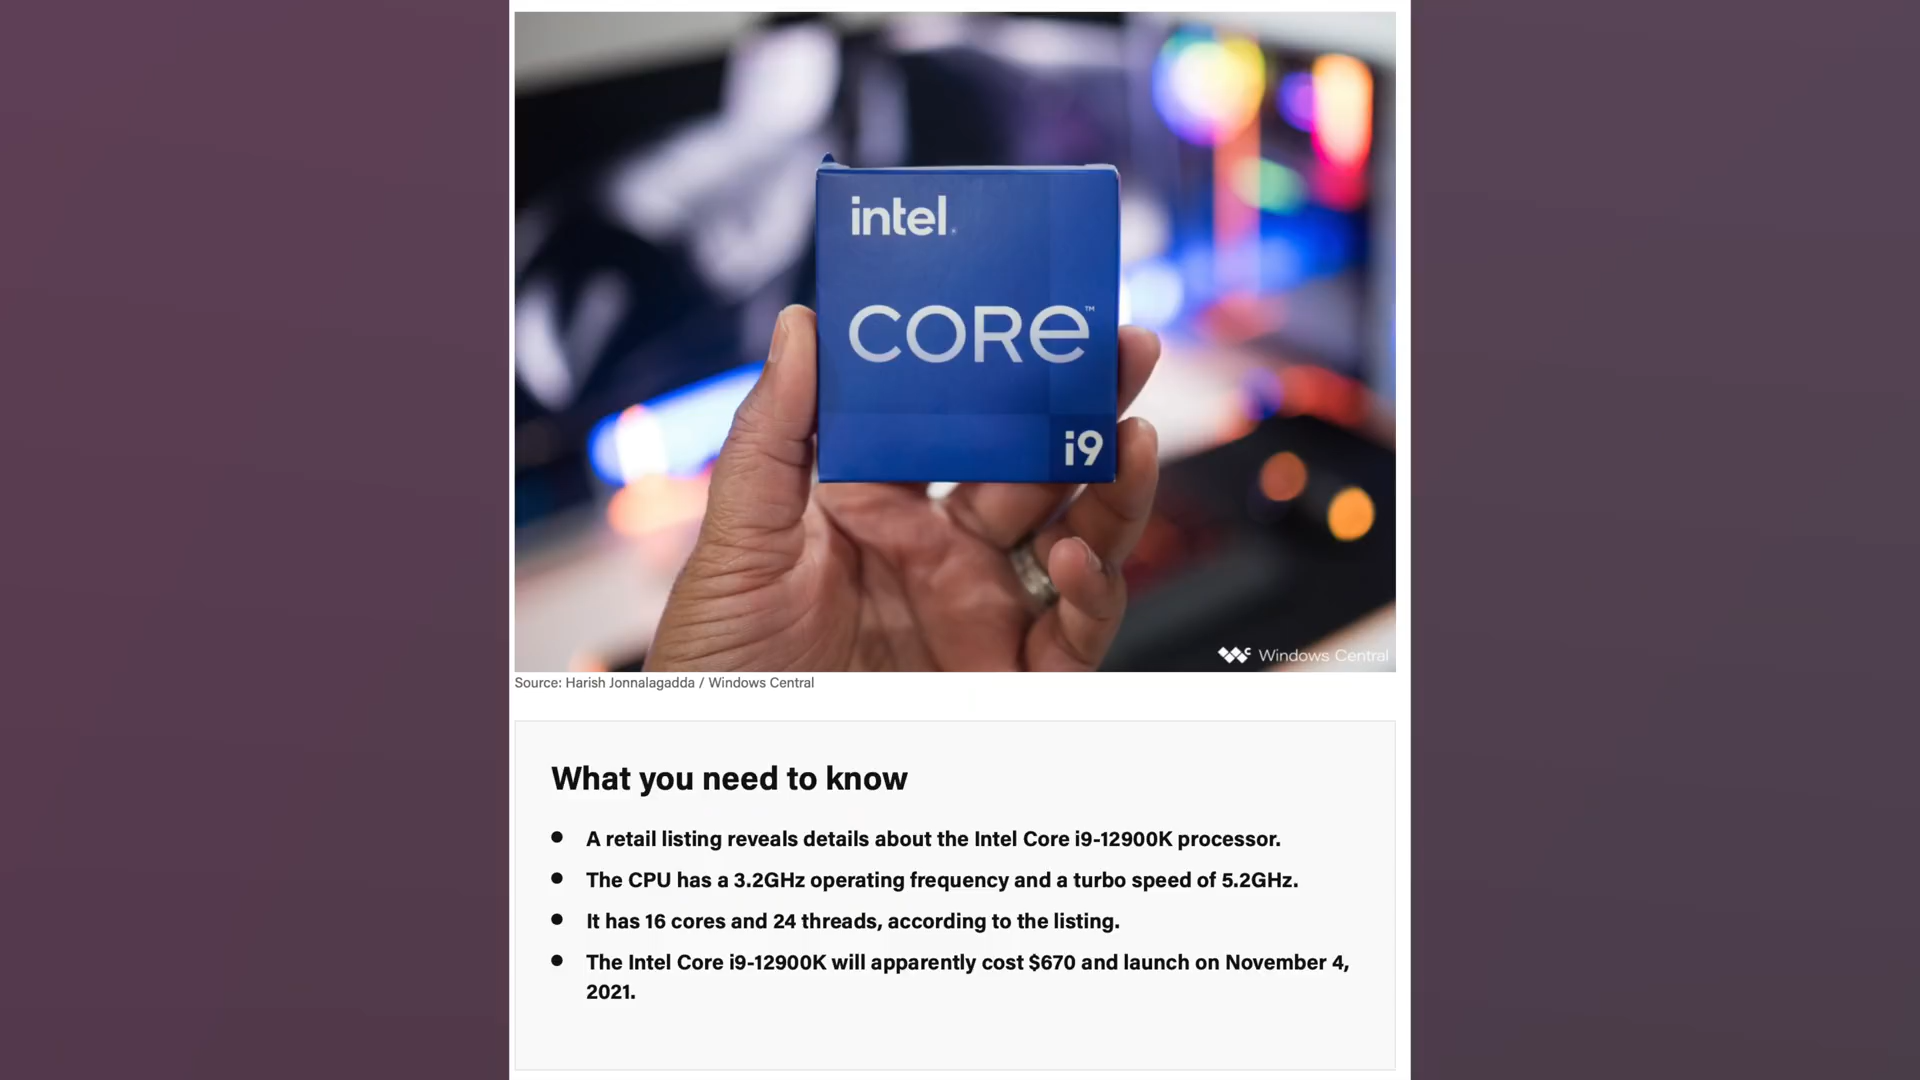 intel.
CORE™
i9
Windows Central
Source: Harish Jonnalagadda / Windows Central
What you need to know
• A retail listing reveals details about the Intel Core i9-12900K processor.
• The CPU has a 3.2GHz operating frequency and a turbo speed of 5.2GHz.
• It has 16 cores and 24 threads, according to the listing.
• The Intel Core i9-12900K will apparently cost $670 and launch on November 4,
2021.